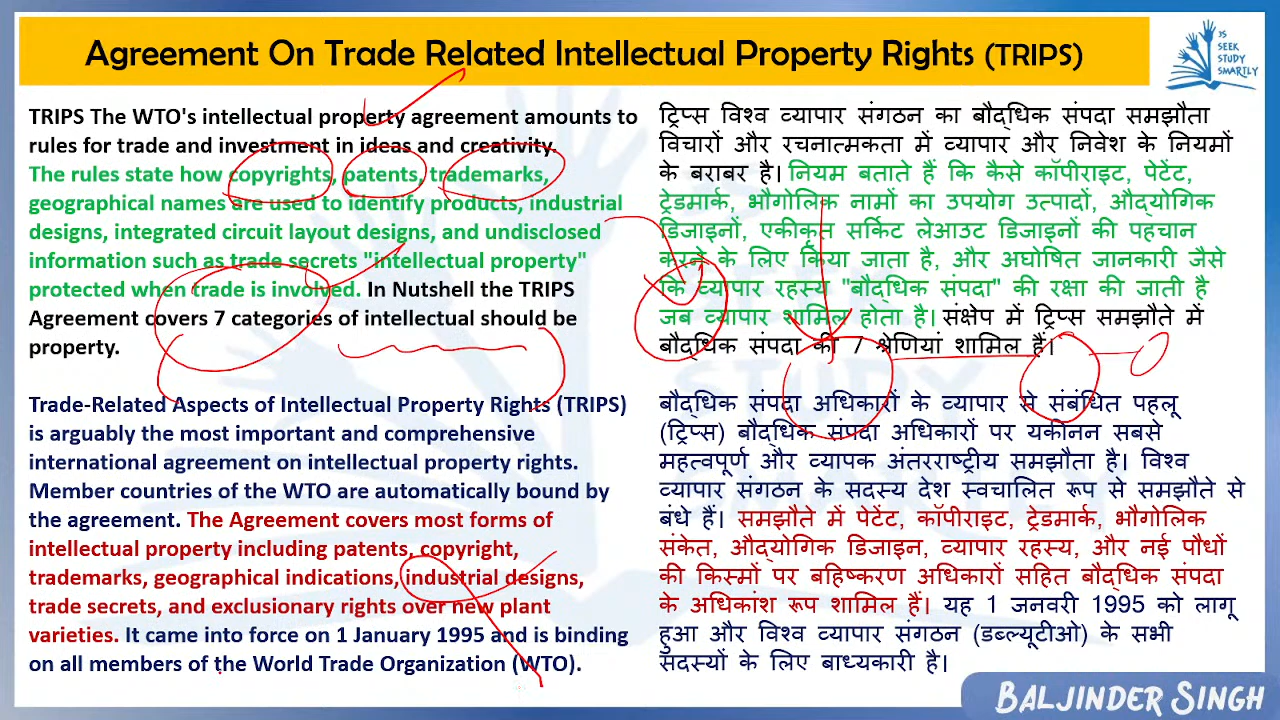 Agreement On Trade Related Intellectual Property Rights (TRIPS)
JS
SEEK
STUDY
SMARTLY
TRIPS The WTO's intellectual property agreement amounts to
rules for trade and investment in ideas and creativity.
The rules state how copyrights, patents, trademarks,
geographical names are used to identify products, industrial
designs, integrated circuit layout designs, and undisclosed
information such as trade secrets "intellectual property"
protected when trade is involved. In Nutshell the TRIPS
Agreement covers 7 categories of intellectual should be
property.
Trade-Related Aspects of Intellectual Property Rights (TRIPS)
is arguably the most important and comprehensive
international agreement on intellectual property rights.
Member countries of the WTO are automatically bound by
the agreement. The Agreement covers most forms of
intellectual property including patents, copyright,
trademarks, geographical indications, industrial designs,
trade secrets, and exclusionary rights over new plant
varieties. It came into force on 1 January 1995 and is binding
on all members of the World Trade Organization (WTO).
ट्रिप्स विश्व व्यापार संगठन का बौद्धिक संपदा समझौता
विचारों और रचनात्मकता में व्यापार और निवेश के नियमों
के बराबर है। नियम बताते हैं कि कैसे कॉपीराइट, पेटेंट,
ट्रेडमार्क, भौगोलिक नामों का उपयोग उत्पादों, औद्योगिक
डिजाइनों, एकीकृत सर्किट लेआउट डिजाइनों की पहचान
करने के लिए किया जाता है, और अघोषित जानकारी जैसे
कि व्यापार रहस्य "बौद्धिक संपदा" की रक्षा की जाती है
जब व्यापार शामिल होता है। संक्षेप में ट्रिप्स समझौते में
बौद्धिक संपदा की 7 श्रेणियां शामिल हैं।
बौद्धिक संपदा अधिकारों के व्यापार से संबंधित पहलू
(ट्रिप्स) बौद्धिक संपदा अधिकारों पर यकीनन सबसे
महत्वपूर्ण और व्यापक अंतरराष्ट्रीय समझौता है। विश्व
व्यापार संगठन के सदस्य देश स्वचालित रूप से समझौते से
बंधे हैं। समझौते में पेटेंट, कॉपीराइट, ट्रेडमार्क, भौगोलिक
संकेत, औद्योगिक डिजाइन, व्यापार रहस्य, और नई पौधों
की किस्मों पर बहिष्करण अधिकारों सहित बौद्धिक संपदा
के अधिकांश रूप शामिल हैं। यह 1 जनवरी 1995 को लागू
हुआ और विश्व व्यापार संगठन (डब्ल्यूटीओ) के सभी
सदस्यों के लिए बाध्यकारी है।
BALJINDER SINGH